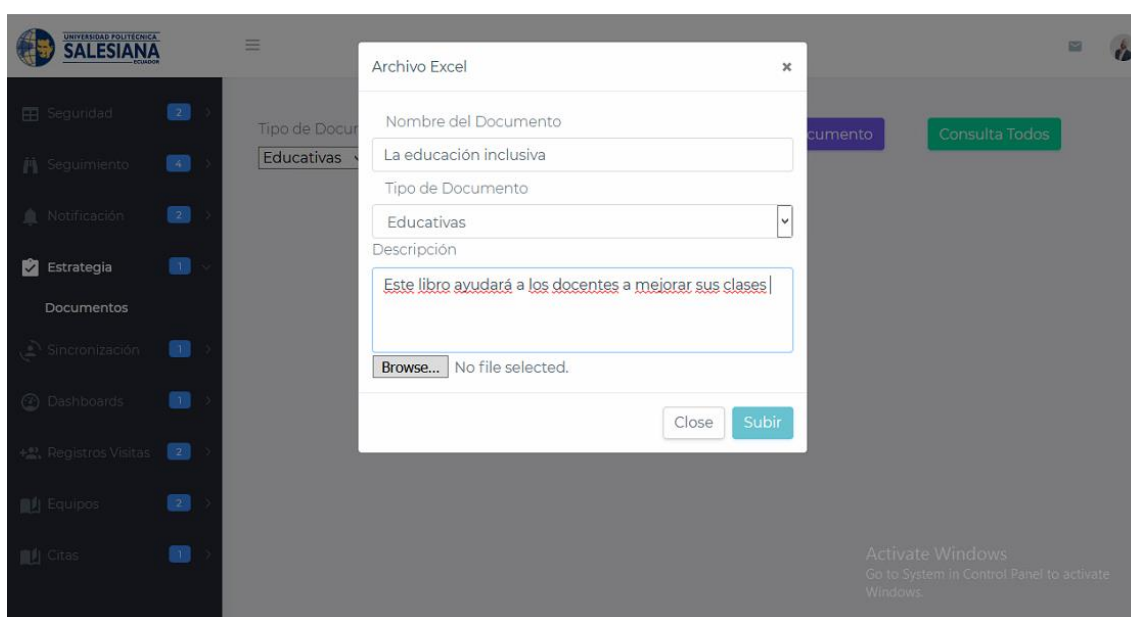 UNIVERSIDAD POLITÉCNICA
SALESIANA
ECUADOR
Archivo Excel
×
Seguridad 2
Tipo de Docu
cumento
Consulta Todos
Nombre del Documento
La educación inclusiva
Educativas
Seguimiento 4
Tipo de Documento
Educativas
Notificación 2
Descripción
Estrategia 1
Este libro ayudará a los docentes a mejorar sus clases
Documentos
Sincronización 1
Browse... No file selected.
Dashboards 1
Close
Subir
Registros Visitas 2
Equipos 2
Citas 1
Activate Windows
Go to System in Control Panel to activate
Windows.